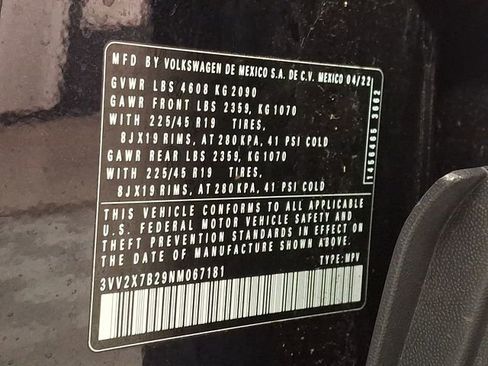 MFD BY VOLKSWAGEN DE MEXICO S.A. DE C.V. MEXICO 04/22
GVWR LBS 4608 KG 2090
GAWR FRONT LBS 2359, KG 1070
WITH 225/45 R19 TIRES,
8JX19 RIMS, AT 280 KPA, 41 PSI COLD
GAWR REAR LBS 2359, KG 1070
WITH 225/45 R19 TIRES,
8JX19 RIMS, AT 280 KPA, 41 PSI COLD
THIS VEHICLE CONFORMS TO ALL APPLICABLE
U.S. FEDERAL MOTOR VEHICLE SAFETY AND
THEFT PREVENTION STANDARDS IN EFFECT ON
THE DATE OF MANUFACTURE SHOWN ABOVE.
3VV2X7B29NM067181 TYPE: MPV
1456465 3662